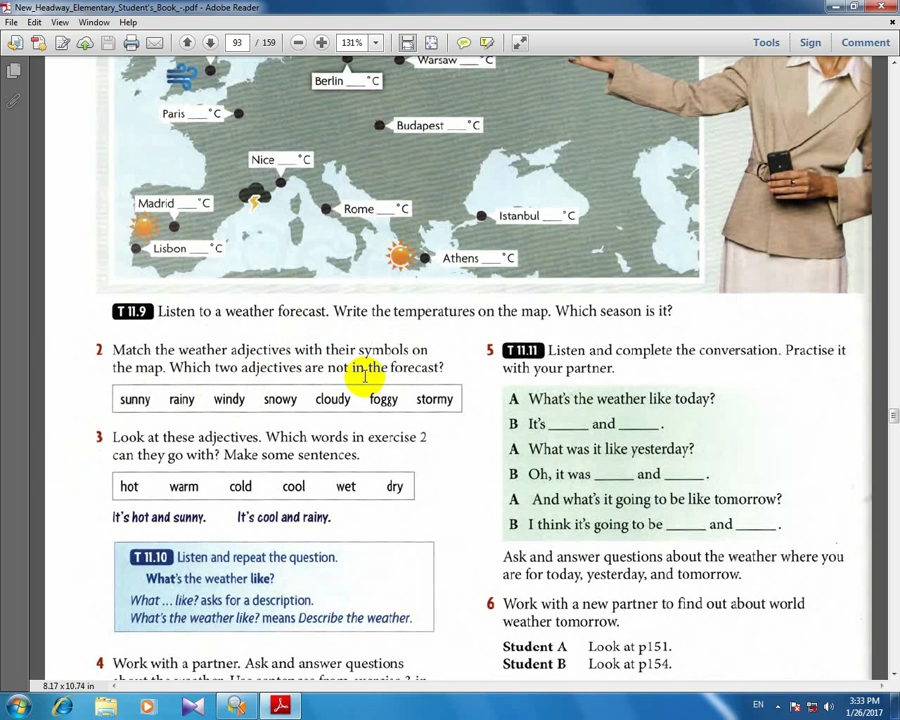 New_Headway_Elementary_Student's_Book_-.pdf - Adobe Reader
File Edit View Window Help
93 / 159 131% Tools Sign Comment
Warsaw ___°C
Berlin ___°C
Paris ___°C
Budapest ___°C
Nice ___°C
Madrid ___°C
Rome ___°C
Istanbul ___°C
Lisbon ___°C
Athens ___°C
T 11.9 Listen to a weather forecast. Write the temperatures on the map. Which season is it?
2 Match the weather adjectives with their symbols on
the map. Which two adjectives are not in the forecast?
sunny rainy windy snowy cloudy foggy stormy
3 Look at these adjectives. Which words in exercise 2
can they go with? Make some sentences.
hot warm cold cool wet dry
It's hot and sunny. It's cool and rainy.
T 11.10 Listen and repeat the question.
What's the weather like?
What ... like? asks for a description.
What's the weather like? means Describe the weather.
4 Work with a partner. Ask and answer questions
5 T 11.11 Listen and complete the conversation. Practise it
with your partner.
A What's the weather like today?
B It's ______ and ______.
A What was it like yesterday?
B Oh, it was ______ and ______.
A And what's it going to be like tomorrow?
B I think it's going to be ______ and ______.
Ask and answer questions about the weather where you
are for today, yesterday, and tomorrow.
6 Work with a new partner to find out about world
weather tomorrow.
Student A Look at p151.
Student B Look at p154.
8.17 x 10.74 in
EN 3:33 PM
1/26/2017